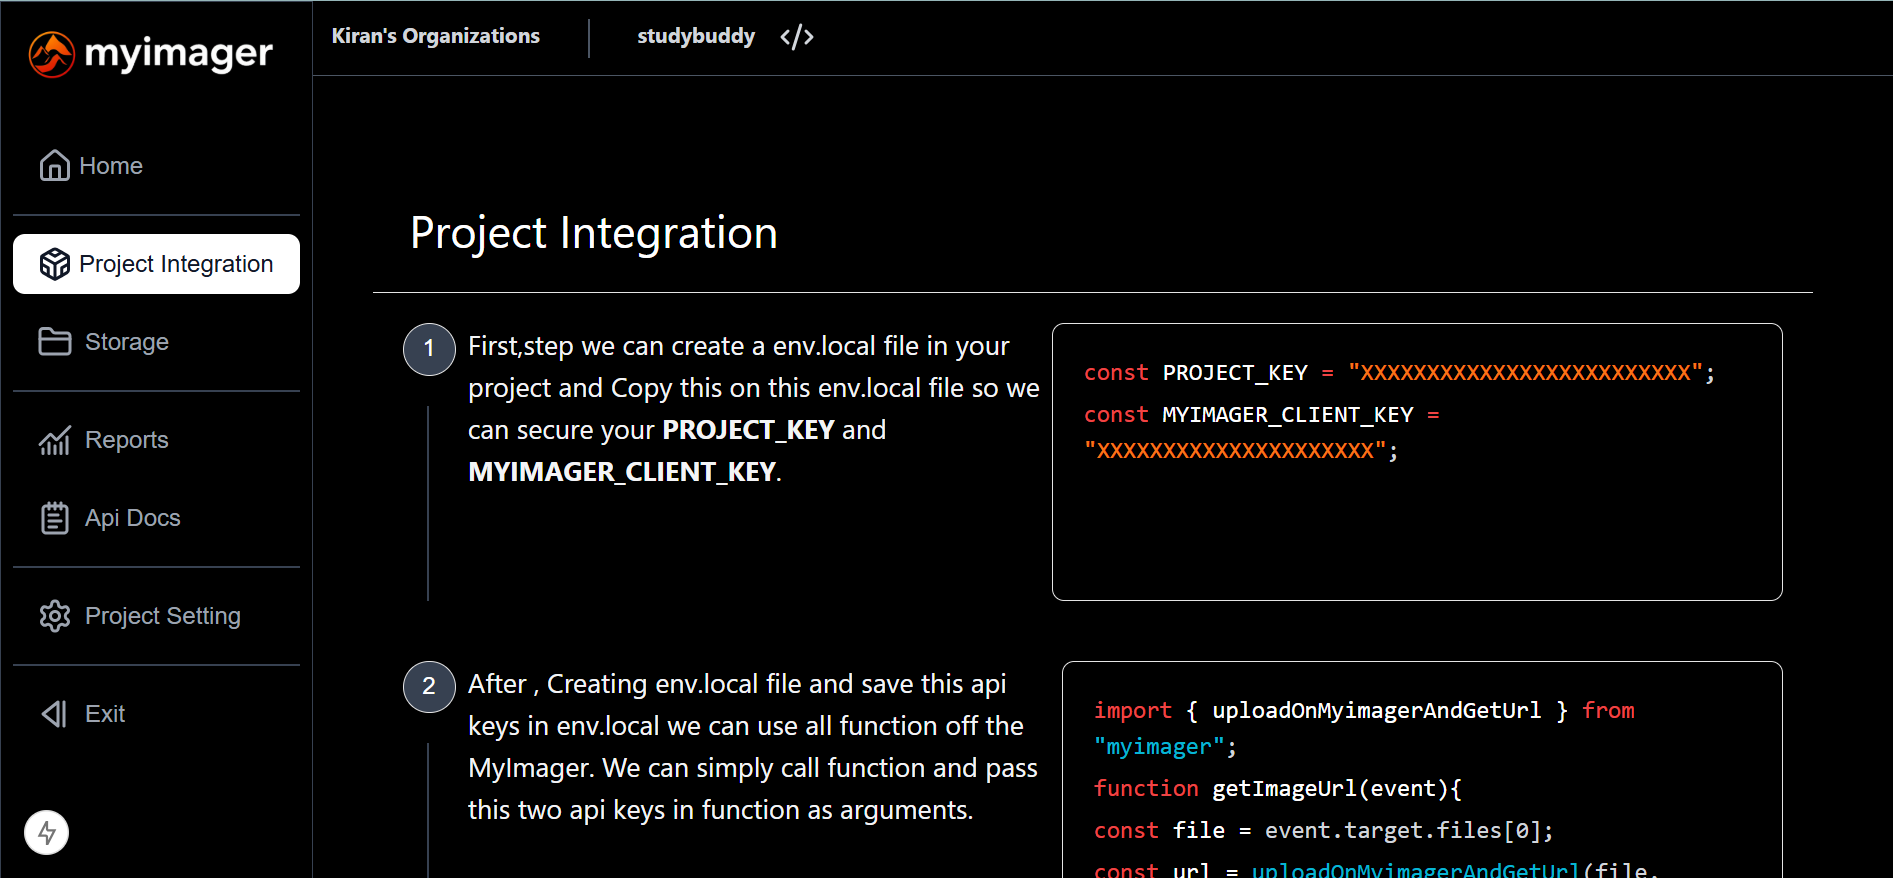 myimager
Kiran's Organizations
studybuddy </>
Home
Project Integration
Storage
Reports
Api Docs
Project Setting
Exit
Project Integration
1
First,step we can create a env.local file in your
project and Copy this on this env.local file so we
can secure your PROJECT_KEY and
MYIMAGER_CLIENT_KEY.
const PROJECT_KEY = "XXXXXXXXXXXXXXXXXXXXXXXXX";
const MYIMAGER_CLIENT_KEY =
"XXXXXXXXXXXXXXXXXXXXX";
2
After , Creating env.local file and save this api
keys in env.local we can use all function off the
MyImager. We can simply call function and pass
this two api keys in function as arguments.
import { uploadOnMyimagerAndGetUrl } from
"myimager";
function getImageUrl(event){
const file = event.target.files[0];
const url = uploadOnMyimagerAndGetUrl(file,